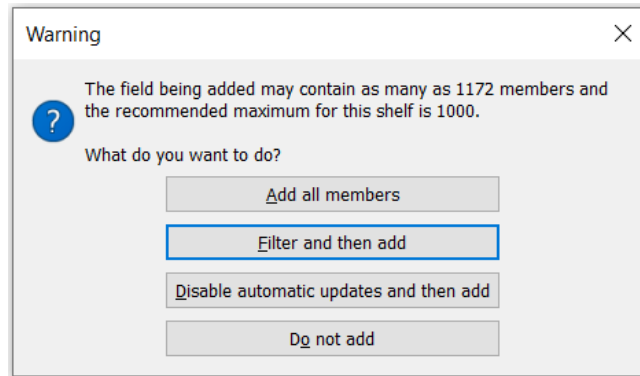 Warning
The field being added may contain as many as 1172 members and
the recommended maximum for this shelf is 1000.
?
What do you want to do?
Add all members
Filter and then add
Disable automatic updates and then add
Do not add